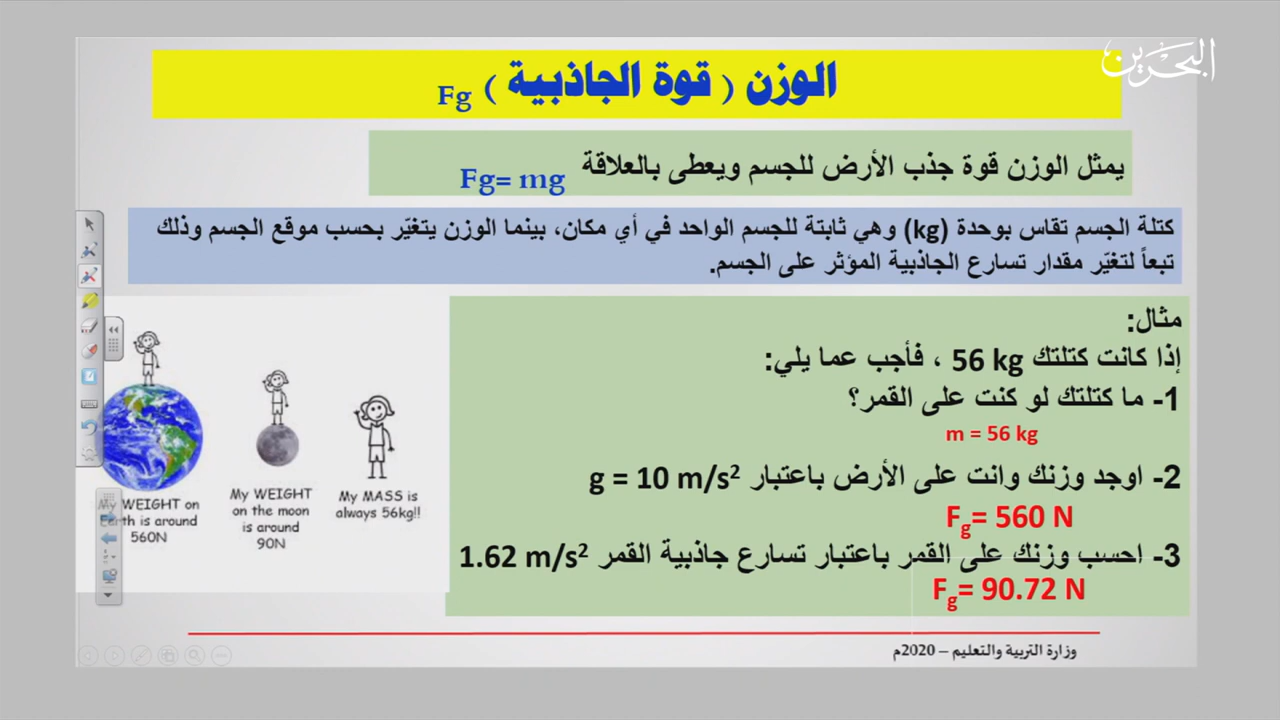 البحرين
الوزن ( قوة الجاذبية ) Fg
يمثل الوزن قوة جذب الأرض للجسم ويعطى بالعلاقة Fg= mg
كتلة الجسم تقاس بوحدة (kg) وهي ثابتة للجسم الواحد في أي مكان، بينما الوزن يتغيّر بحسب موقع الجسم وذلك
تبعاً لتغيّر مقدار تسارع الجاذبية المؤثر على الجسم.
مثال:
إذا كانت كتلتك 56 kg ، فأجب عما يلي:
1- ما كتلتك لو كنت على القمر؟
m = 56 kg
2- اوجد وزنك وانت على الأرض باعتبار g = 10 m/s²
Fg= 560 N
3- احسب وزنك على القمر باعتبار تسارع جاذبية القمر 1.62 m/s²
Fg= 90.72 N
My WEIGHT on
Earth is around
560N
My WEIGHT
on the moon
is around
90N
My MASS is
always 56kg!!
وزارة التربية والتعليم – 2020م